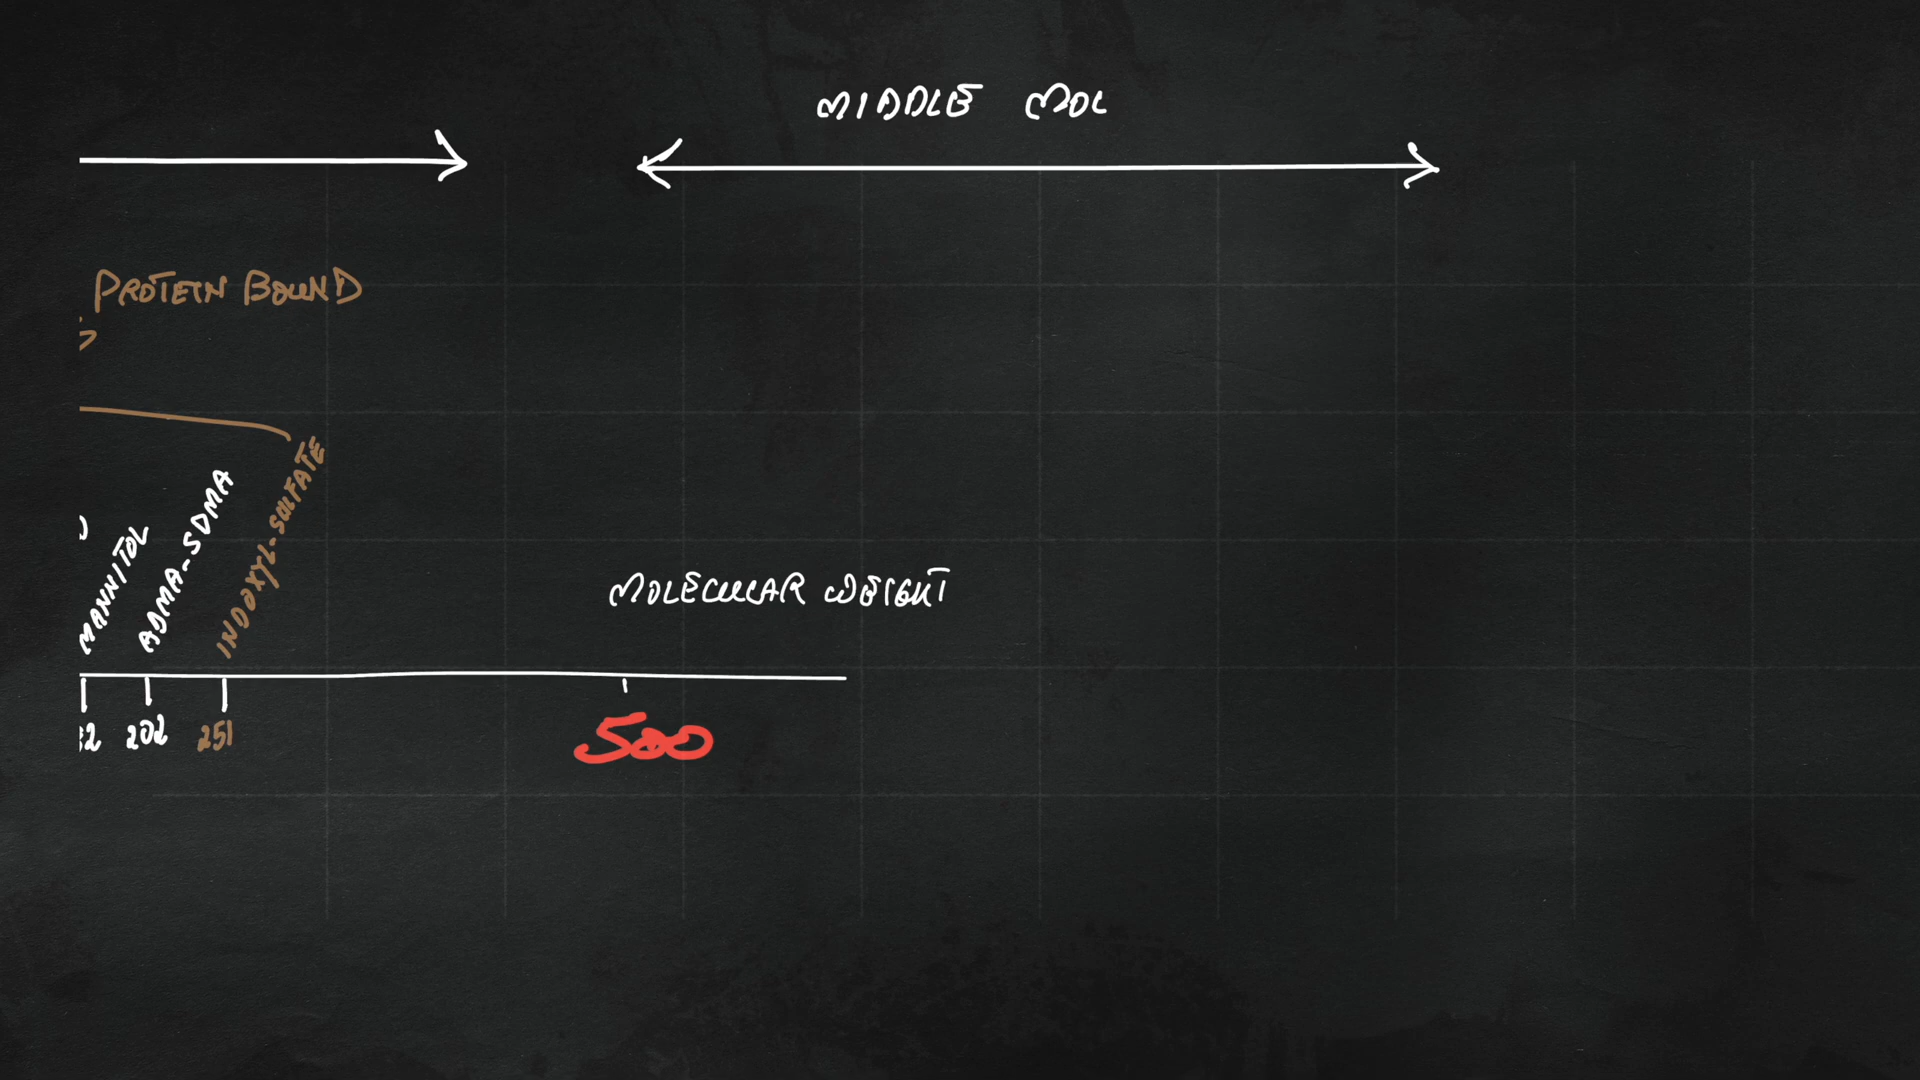 MIDDLE MOL
PROTEIN BOUND
MANNITOL
ADMA-SDMA
INDOXYL-SULFATE
MOLECULAR WEIGHT
202
251
500